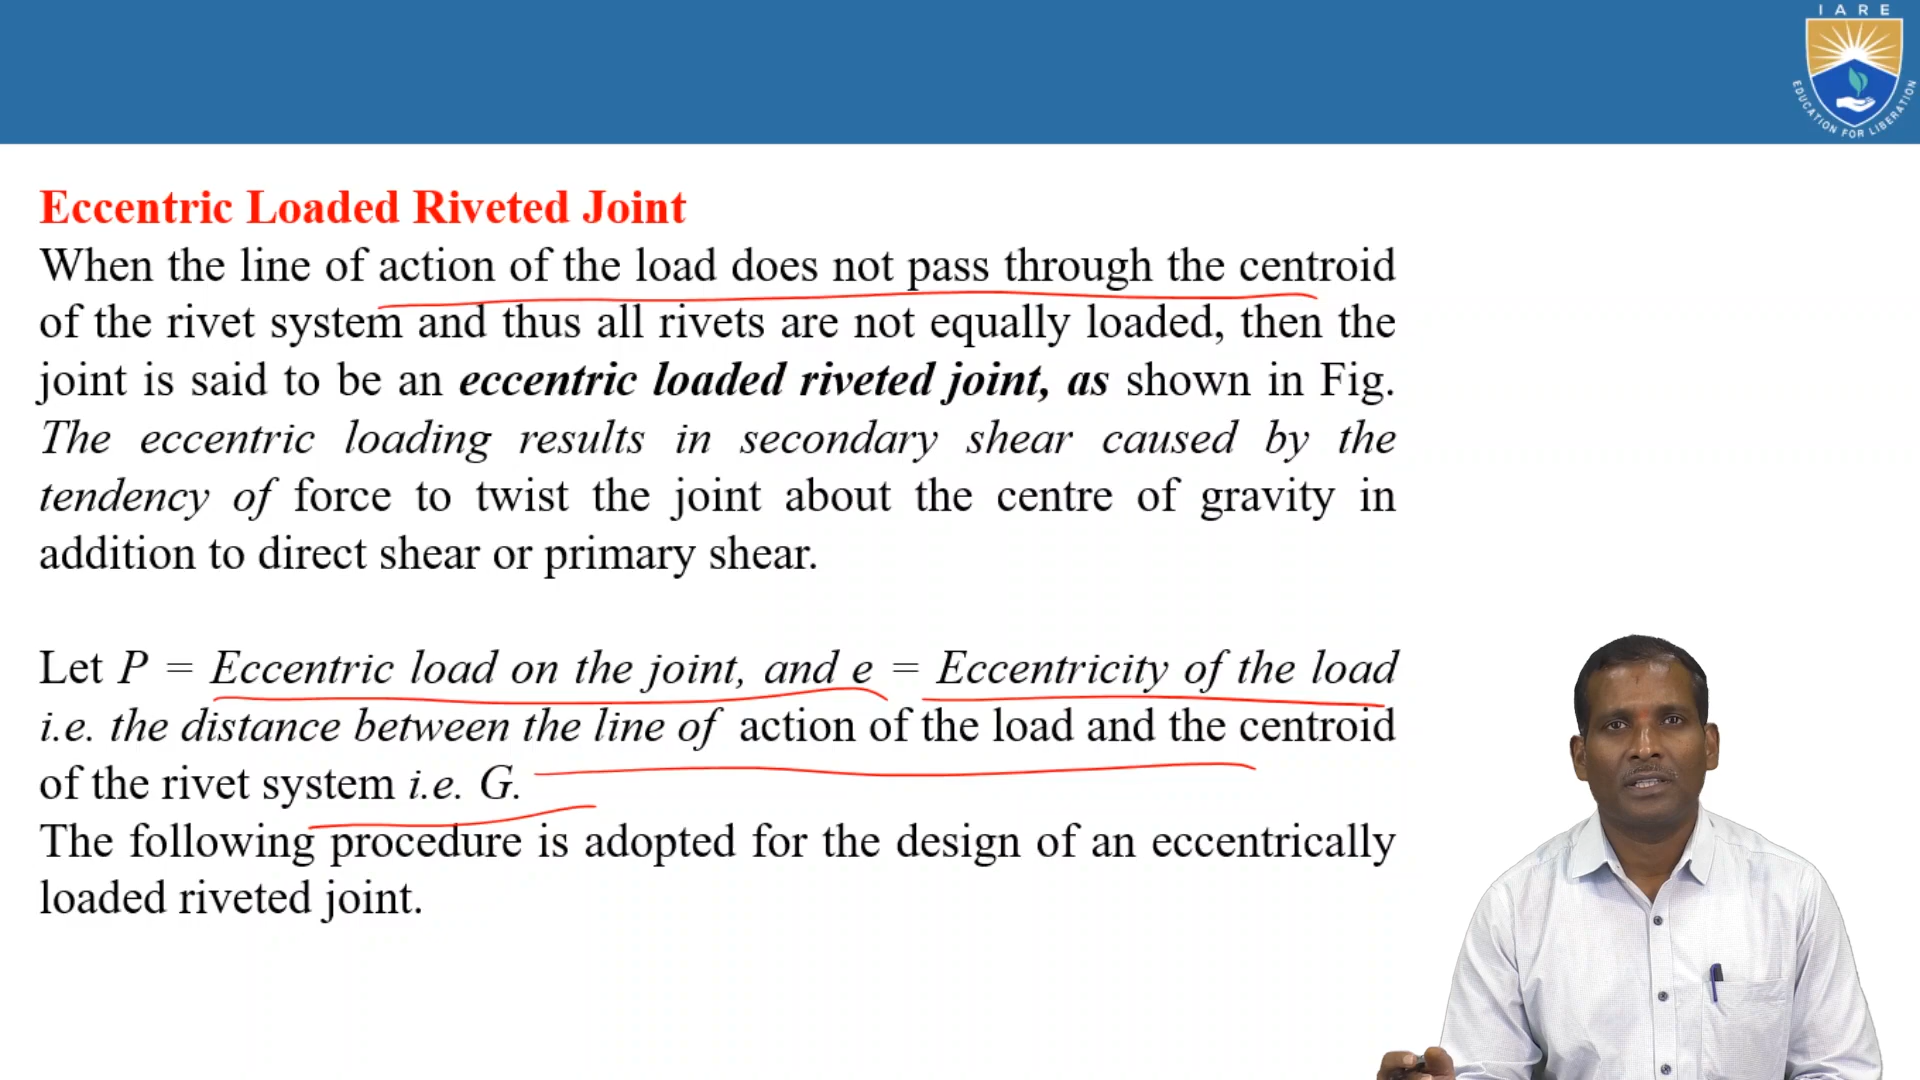 IARE
EDUCATION FOR LIBERATION
Eccentric Loaded Riveted Joint
When the line of action of the load does not pass through the centroid
of the rivet system and thus all rivets are not equally loaded, then the
joint is said to be an eccentric loaded riveted joint, as shown in Fig.
The eccentric loading results in secondary shear caused by the
tendency of force to twist the joint about the centre of gravity in
addition to direct shear or primary shear.
Let P = Eccentric load on the joint, and e = Eccentricity of the load
i.e. the distance between the line of action of the load and the centroid
of the rivet system i.e. G.
The following procedure is adopted for the design of an eccentrically
loaded riveted joint.